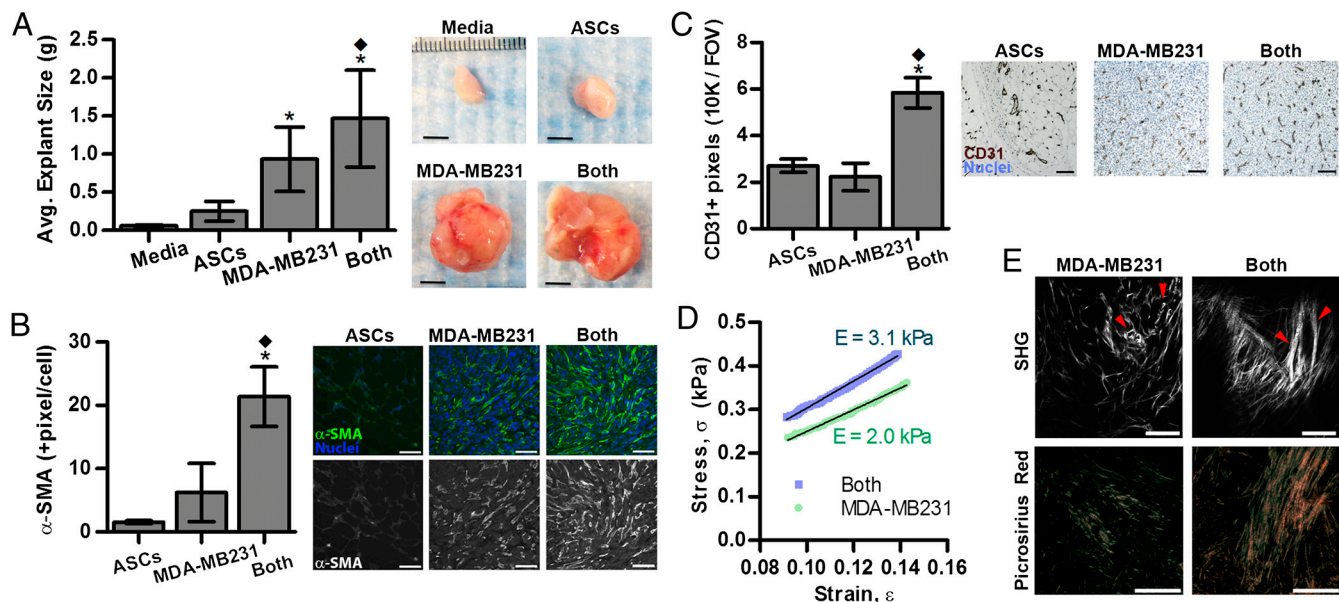 A
Avg. Explant Size (g)
2.5
2.0
1.5
1.0
0.5
0.0
*
◆
*
Media
ASCs
MDA-MB231
Both
Media
ASCs
MDA-MB231
Both
B
α-SMA (+pixel/cell)
30
20
10
0
◆
*
ASCs
MDA-MB231
Both
ASCs
MDA-MB231
Both
α-SMA
Nuclei
α-SMA
C
CD31+ pixels (10K / FOV)
8
6
4
2
0
◆
*
ASCs
MDA-MB231
Both
ASCs
MDA-MB231
Both
CD31
Nuclei
D
Stress, σ (kPa)
0.5
0.4
0.3
0.2
0.1
0.0
E = 3.1 kPa
E = 2.0 kPa
Both
MDA-MB231
0.08
0.10
0.12
0.14
0.16
Strain, ε
E
MDA-MB231
Both
SHG
Picrosirius Red